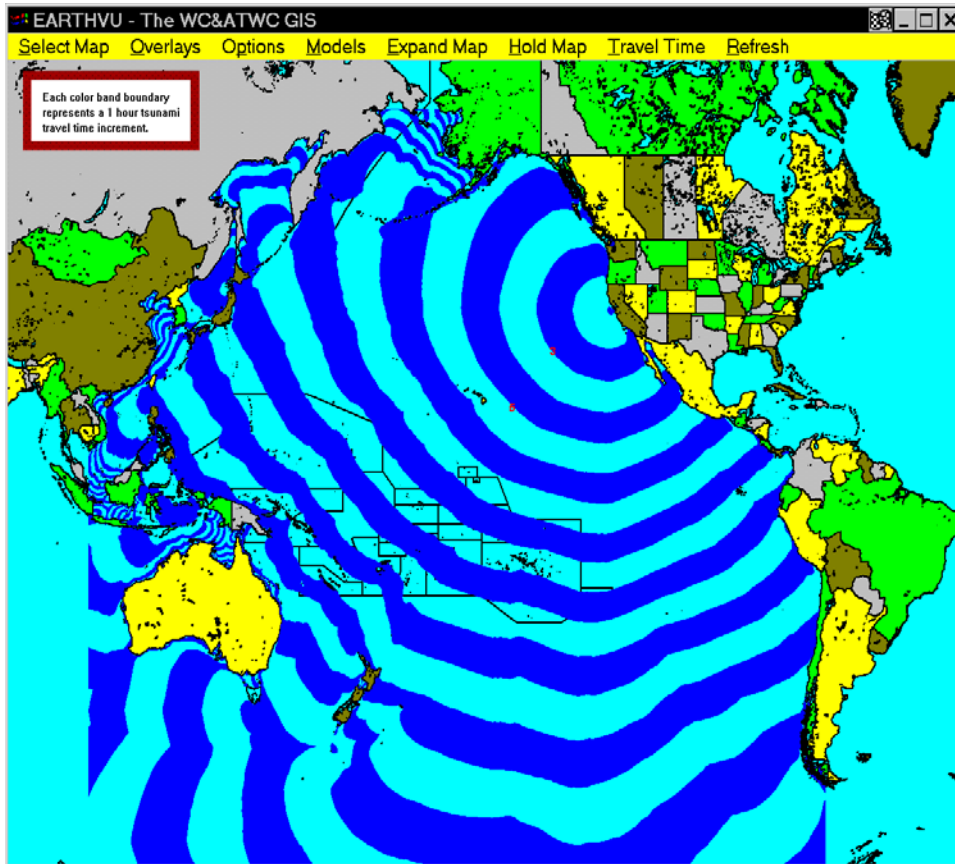 EARTHVU - The WC&ATWC GIS
Select Map Overlays Options Models Expand Map Hold Map Travel Time Refresh
Each color band boundary
represents a 1 hour tsunami
travel time increment.